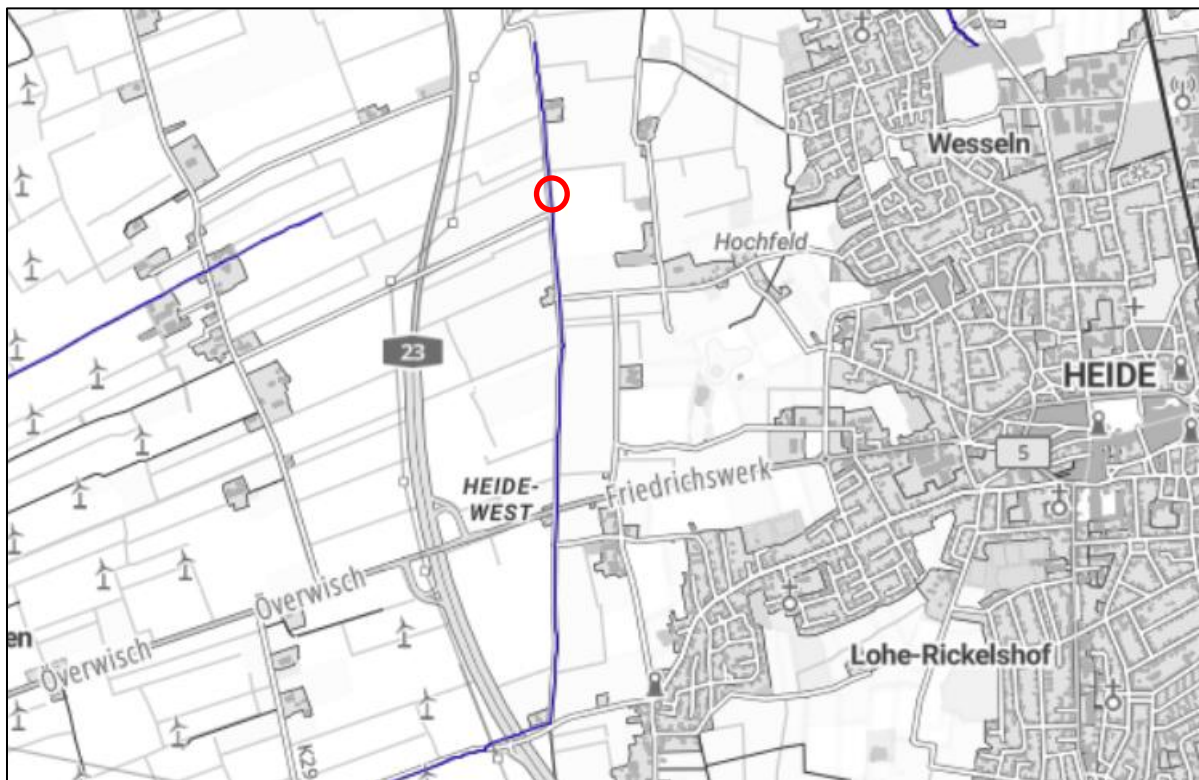 Wesseln
Hochfeld
23
HEIDE
5
HEIDE-
WEST
Friedrichswerk
Överwisch
en
Överwisch
Lohe-Rickelshof
K29